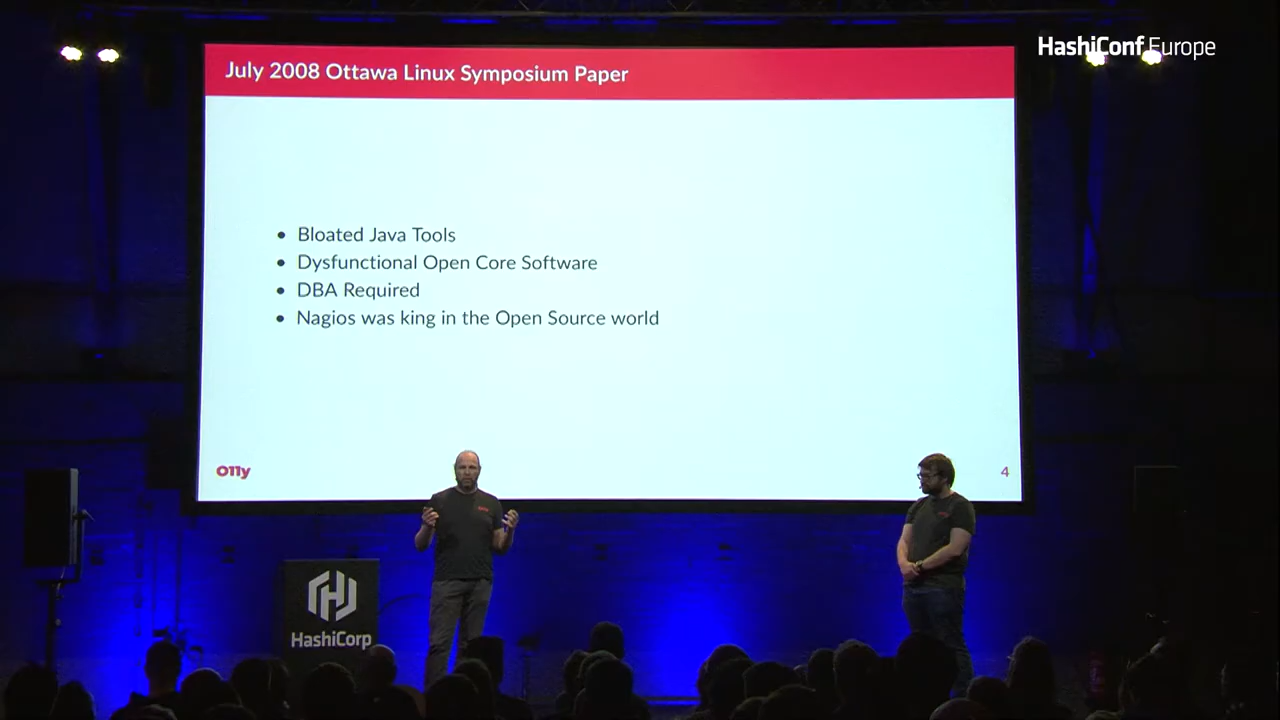 HashiConf Europe
July 2008 Ottawa Linux Symposium Paper
• Bloated Java Tools
• Dysfunctional Open Core Software
• DBA Required
• Nagios was king in the Open Source world
O11y
4
HashiCorp